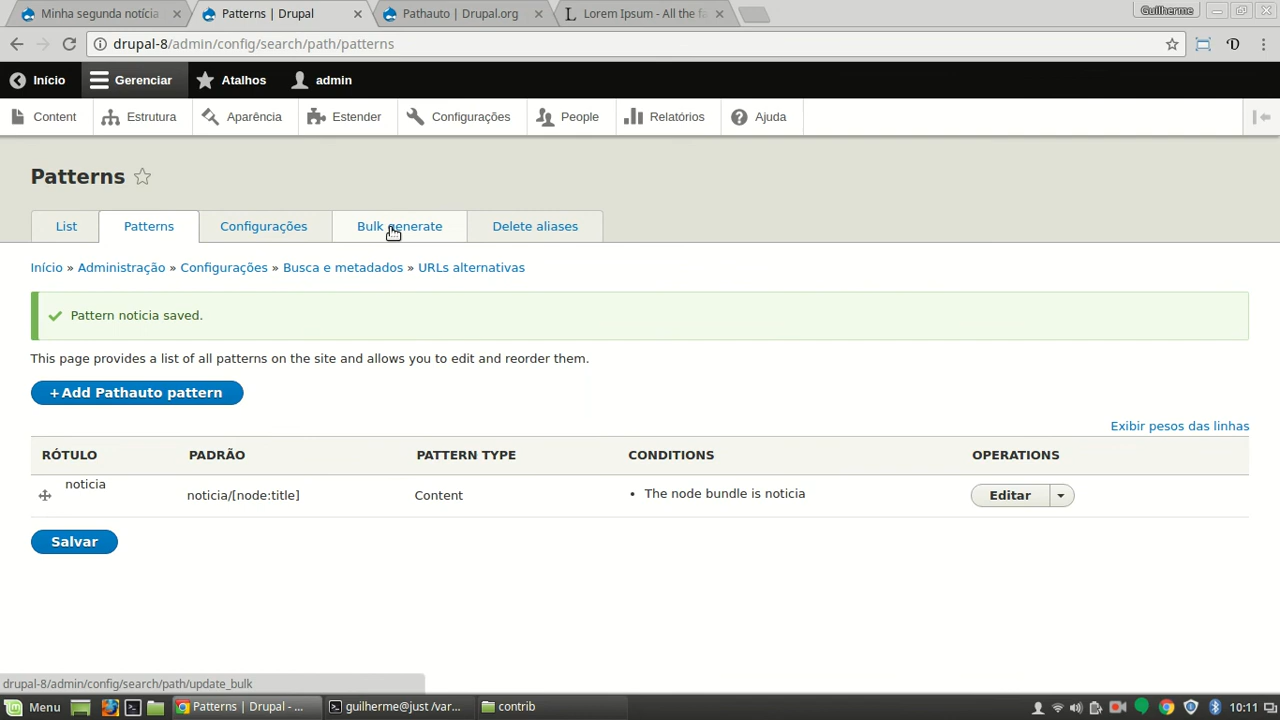 Minha segunda notícia
Patterns | Drupal
Pathauto | Drupal.org
Lorem Ipsum - All the fa
Guilherme
drupal-8/admin/config/search/path/patterns
Início
Gerenciar
Atalhos
admin
Content
Estrutura
Aparência
Estender
Configurações
People
Relatórios
Ajuda
Patterns
List
Patterns
Configurações
Bulk generate
Delete aliases
Início » Administração » Configurações » Busca e metadados » URLs alternativas
Pattern noticia saved.
This page provides a list of all patterns on the site and allows you to edit and reorder them.
+ Add Pathauto pattern
Exibir pesos das linhas
RÓTULO PADRÃO PATTERN TYPE CONDITIONS OPERATIONS
noticia noticia/[node:title] Content • The node bundle is noticia Editar
Salvar
drupal-8/admin/config/search/path/update_bulk
Menu
Patterns | Drupal - ...
guilherme@just /var...
contrib
10:11